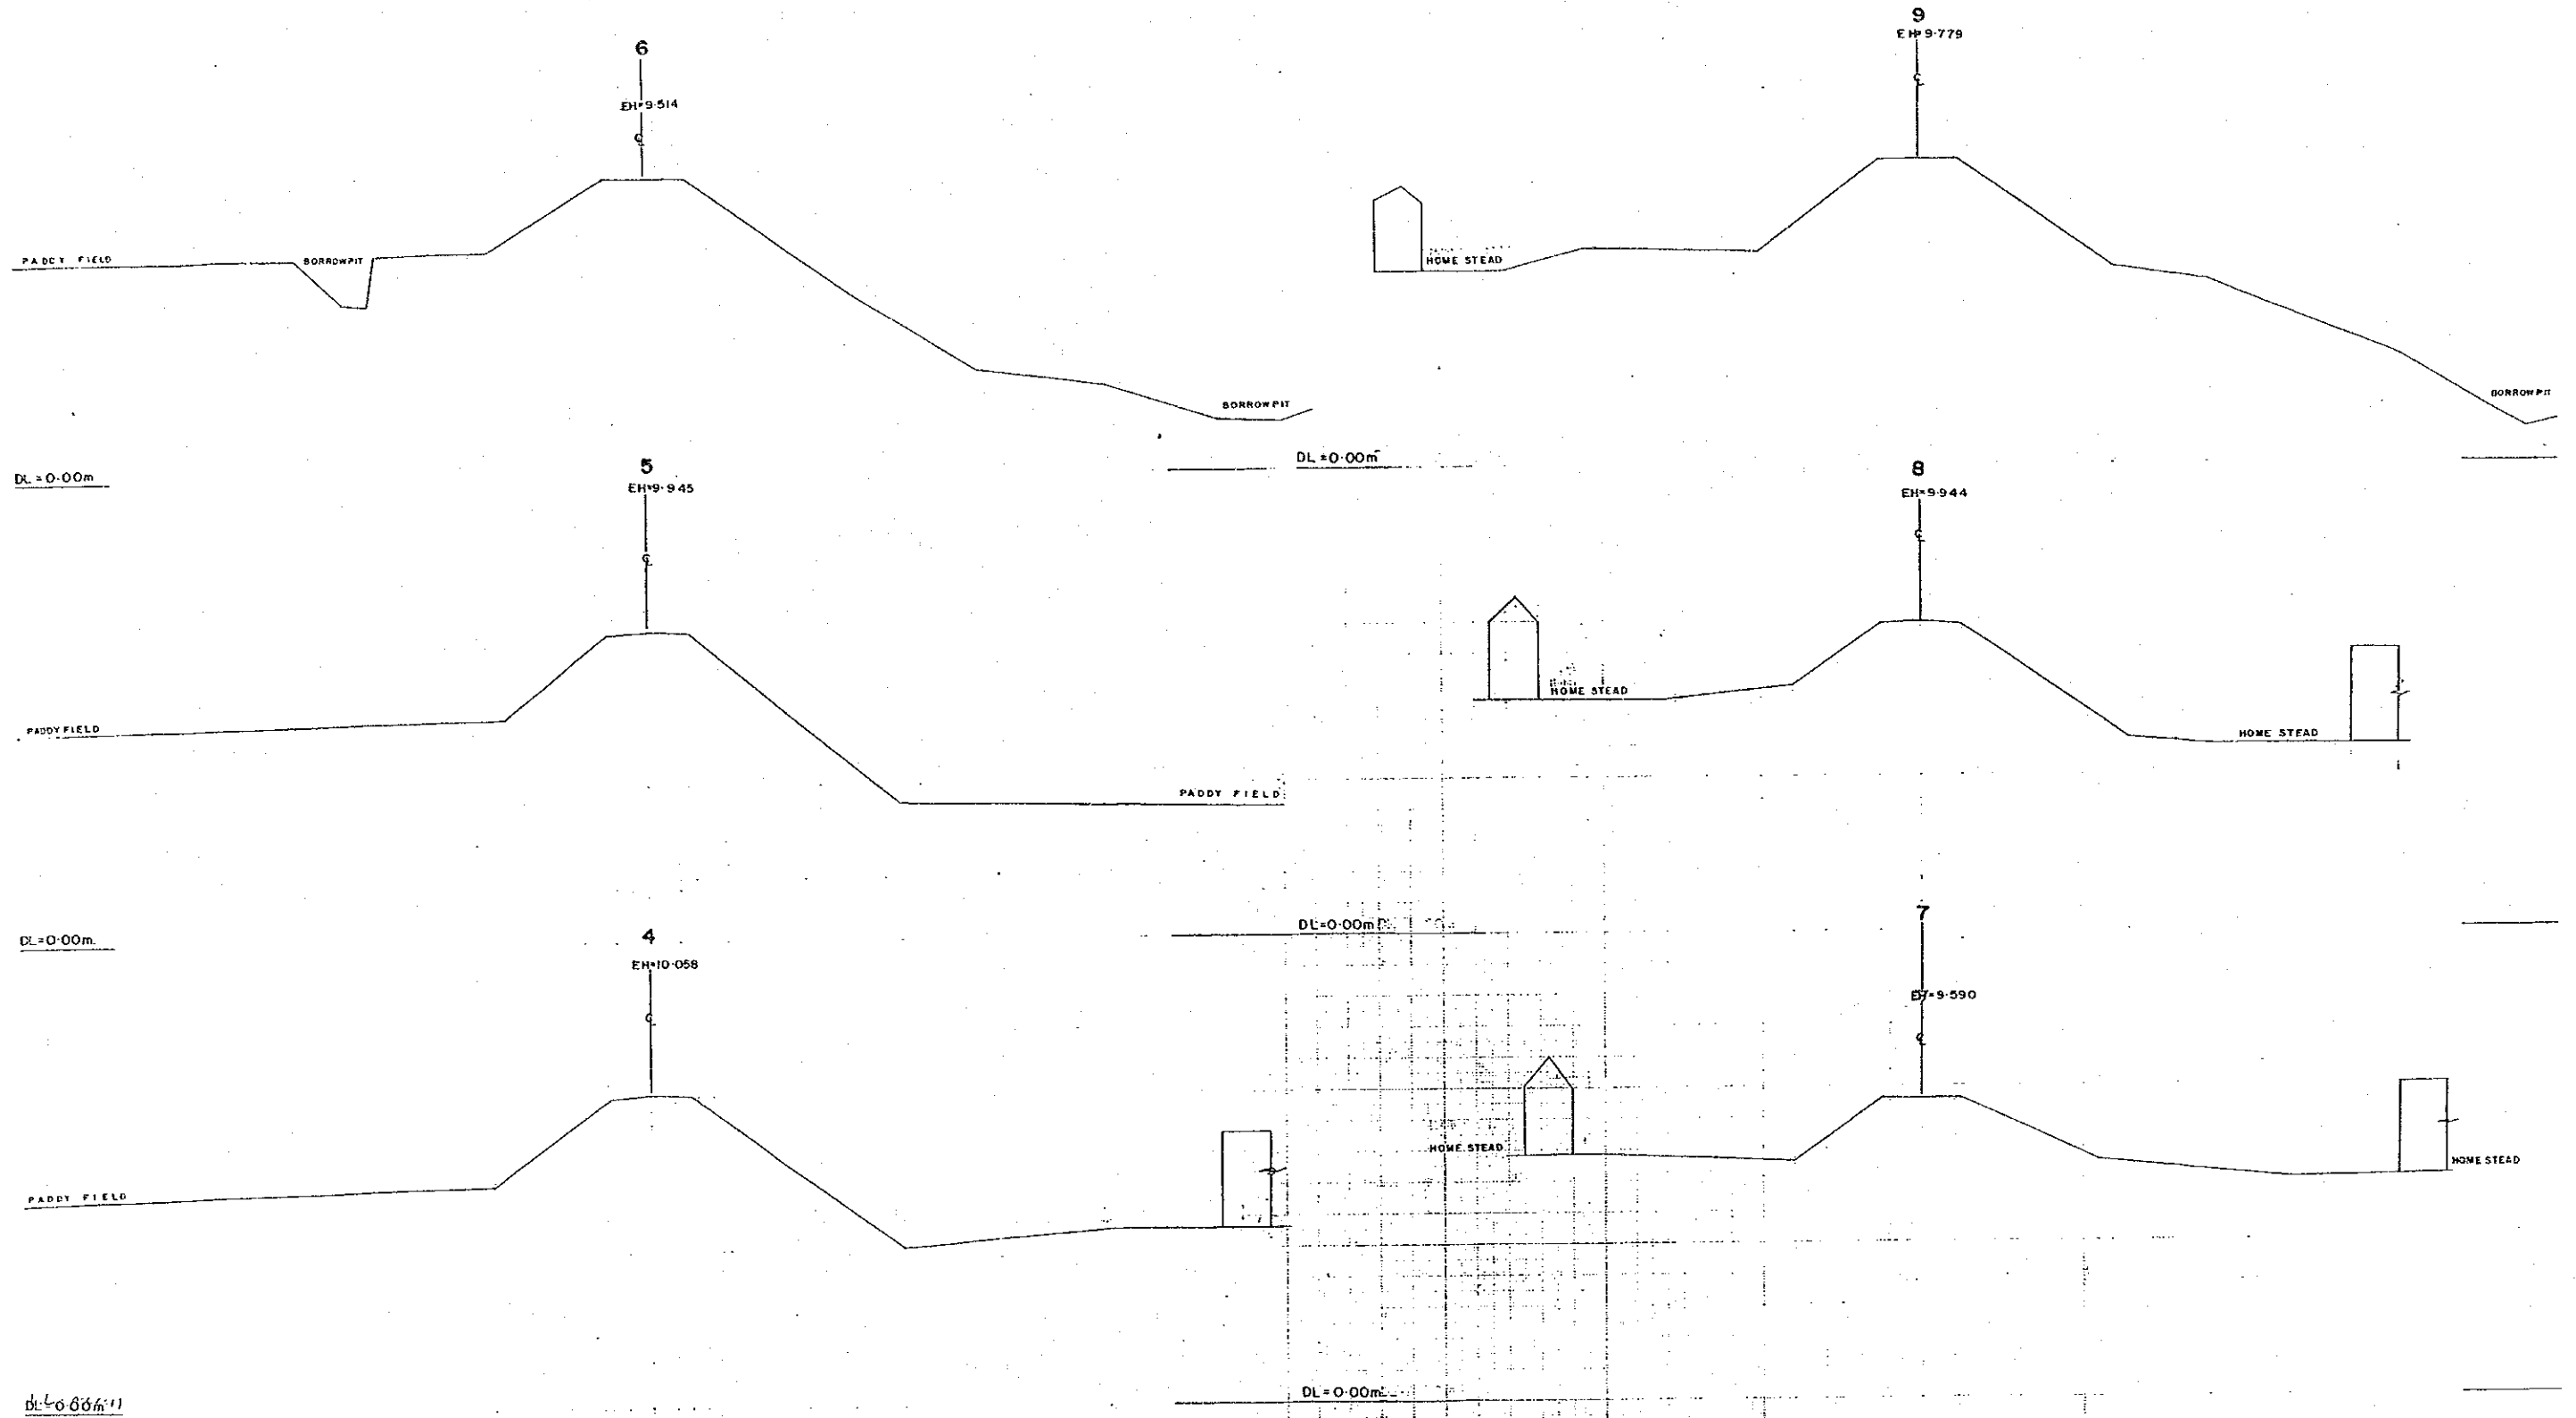 6
EH=9.514
C
PADDY FIELD
BORROWPIT
BORROWPIT
DL=0.00m
9
EH=9.779
C
HOME STEAD
BORROWPIT
DL=0.00m
5
EH=9.945
C
PADDY FIELD
PADDY FIELD
DL=0.00m.
8
EH=9.944
C
HOME STEAD
HOME STEAD
DL=0.00m
4
EH=10.058
C
PADDY FIELD
7
EH=9.590
C
HOME STEAD
HOME STEAD
DL=0.00m